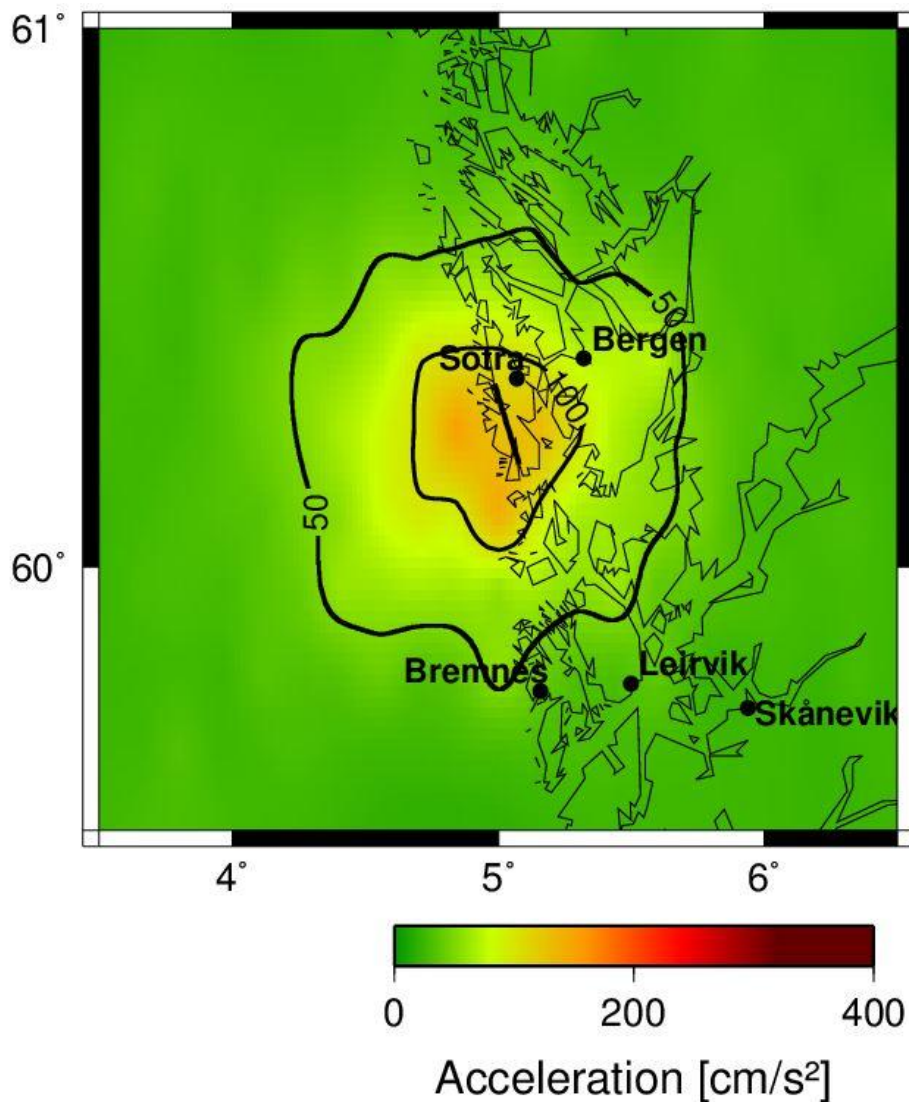 61°
50
Bergen
Sotra
100
50
60°
Bremnes
Leirvik
Skånevik
4°
5°
6°
0
200
400
Acceleration [cm/s²]